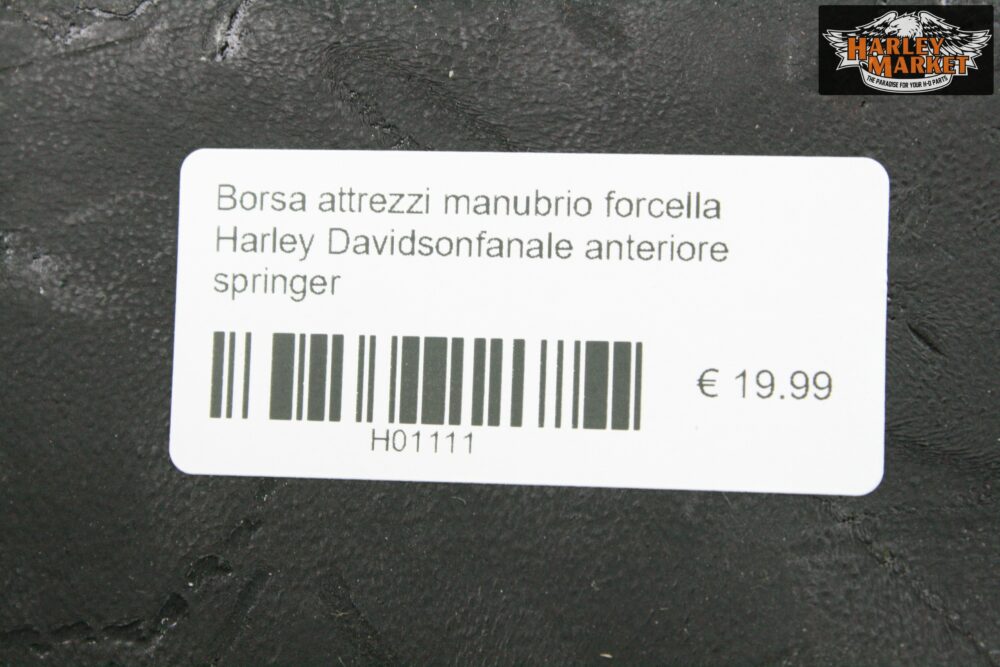 HARLEY
MARKET
THE PARADISE FOR YOUR H-D PARTS
Borsa attrezzi manubrio forcella
Harley Davidsonfanale anteriore
springer
€ 19.99
H01111